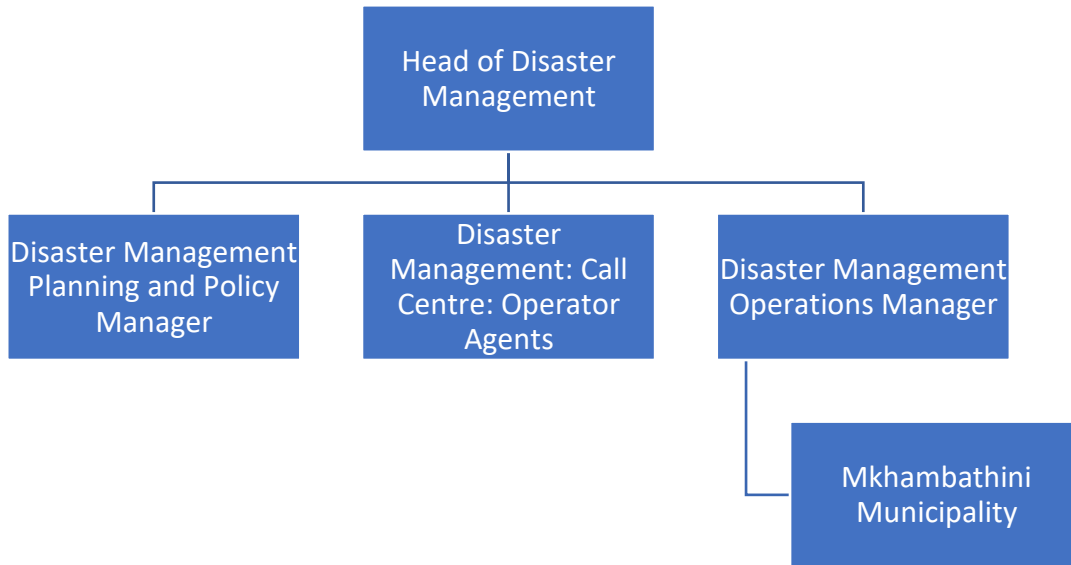 Head of Disaster
Management
Disaster Management
Planning and Policy
Manager
Disaster
Management: Call
Centre: Operator
Agents
Disaster Management
Operations Manager
Mkhambathini
Municipality